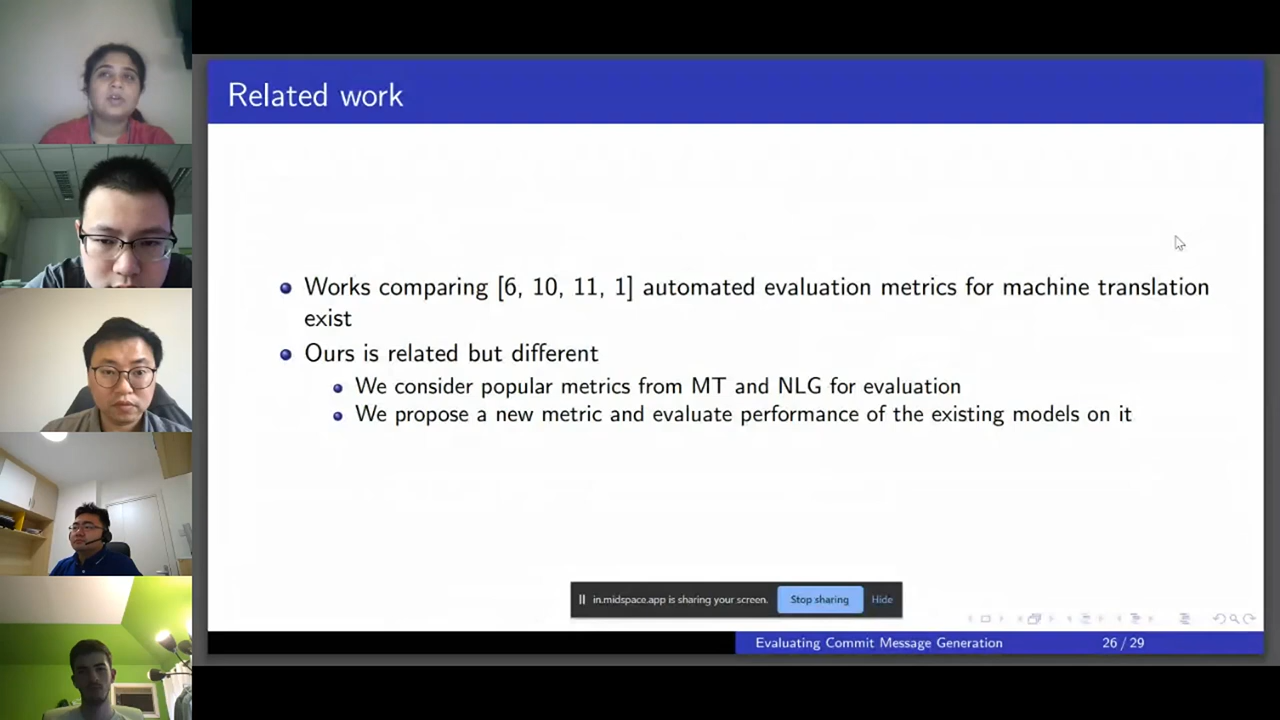 Related work
Works comparing [6, 10, 11, 1] automated evaluation metrics for machine translation
exist
Ours is related but different
We consider popular metrics from MT and NLG for evaluation
We propose a new metric and evaluate performance of the existing models on it
in.midspace.app is sharing your screen. Stop sharing Hide
Evaluating Commit Message Generation 26 / 29